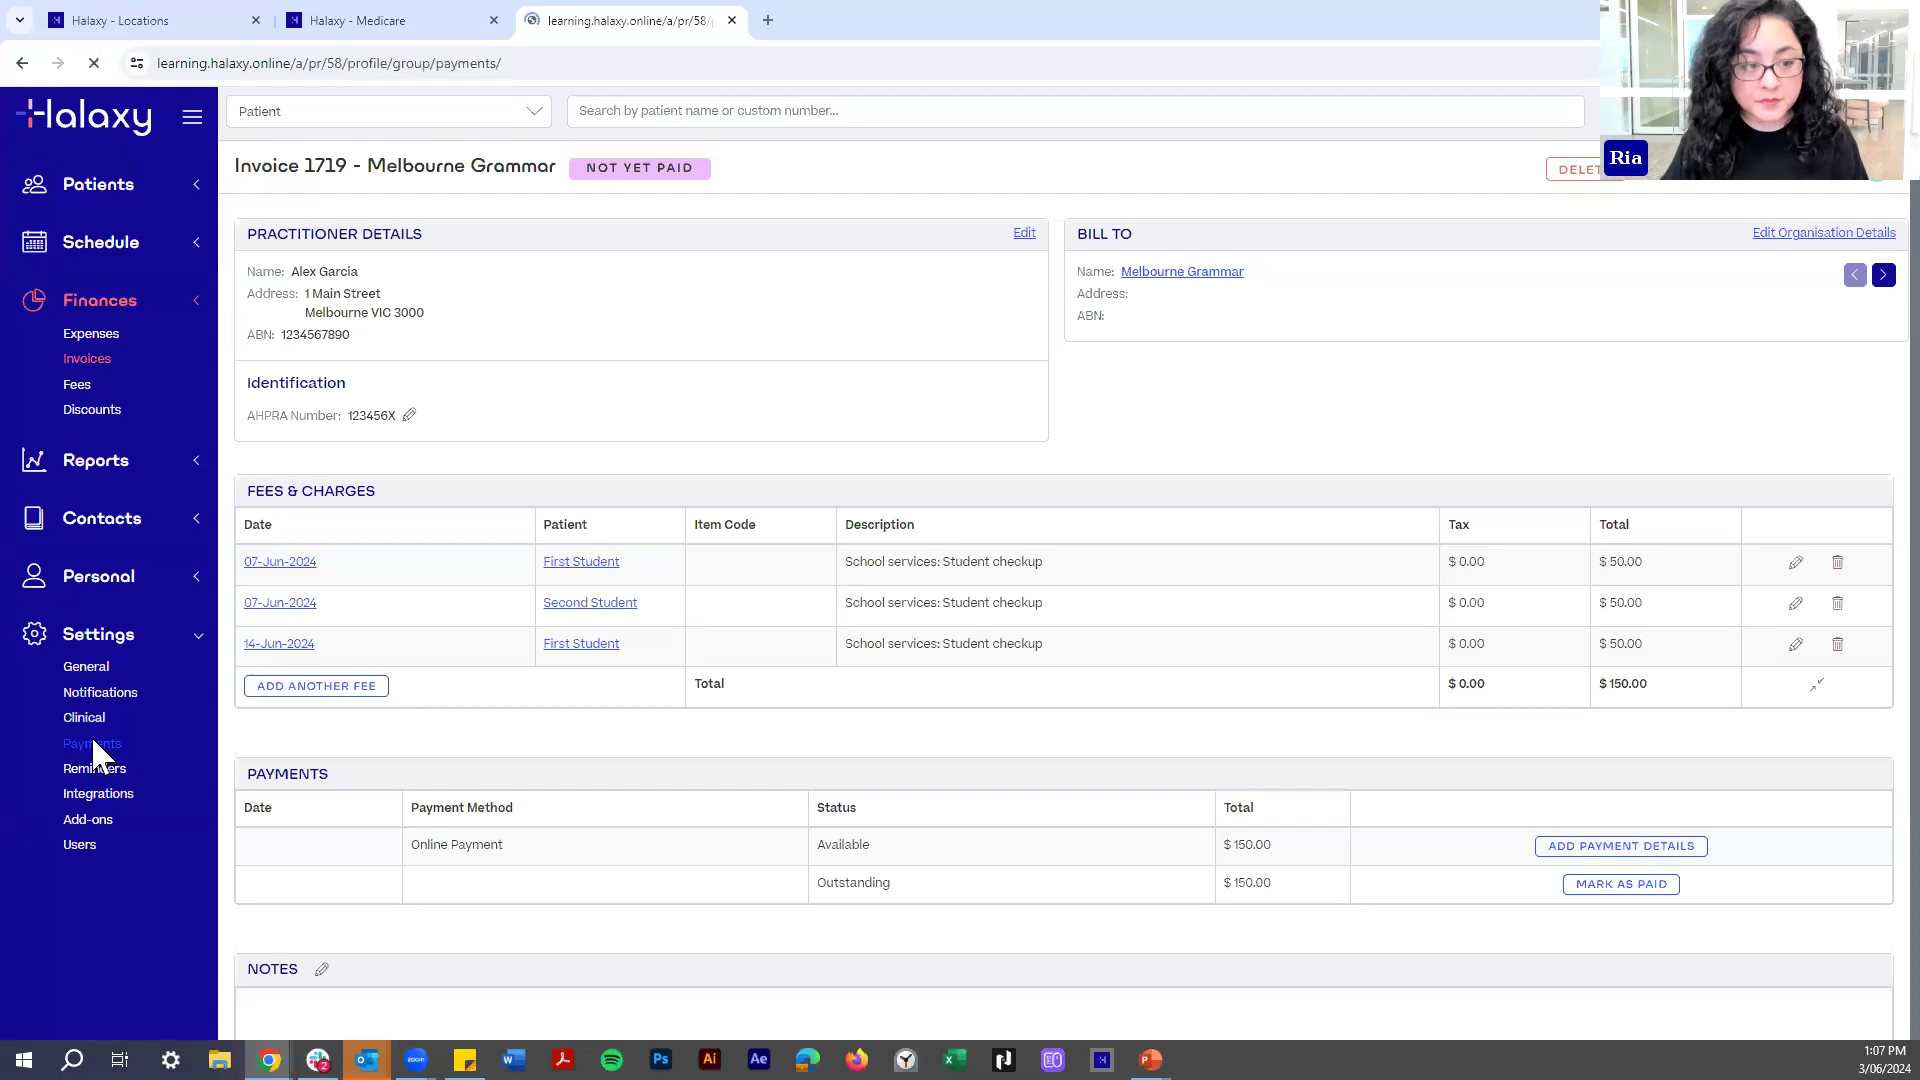 Halaxy - Locations
Halaxy - Medicare
learning.halaxy.online/a/pr/58/
learning.halaxy.online/a/pr/58/profile/group/payments/
Halaxy
Patient
Search by patient name or custom number...
Ria
Invoice 1719 - Melbourne Grammar
NOT YET PAID
DELET
Patients
Schedule
Finances
Expenses
Invoices
Fees
Discounts
Reports
Contacts
Personal
Settings
General
Notifications
Clinical
Payments
Reminders
Integrations
Add-ons
Users
PRACTITIONER DETAILS
Edit
Name: Alex Garcia
Address: 1 Main Street
Melbourne VIC 3000
ABN: 1234567890
Identification
AHPRA Number: 123456X
BILL TO
Edit Organisation Details
Name: Melbourne Grammar
Address:
ABN:
FEES & CHARGES
Date Patient Item Code Description Tax Total
07-Jun-2024 First Student School services: Student checkup $ 0.00 $ 50.00
07-Jun-2024 Second Student School services: Student checkup $ 0.00 $ 50.00
14-Jun-2024 First Student School services: Student checkup $ 0.00 $ 50.00
ADD ANOTHER FEE Total $ 0.00 $ 150.00
PAYMENTS
Date Payment Method Status Total
Online Payment Available $ 150.00 ADD PAYMENT DETAILS
Outstanding $ 150.00 MARK AS PAID
NOTES
2
zoom
Ps
Ai
Ae
1:07 PM
3/06/2024